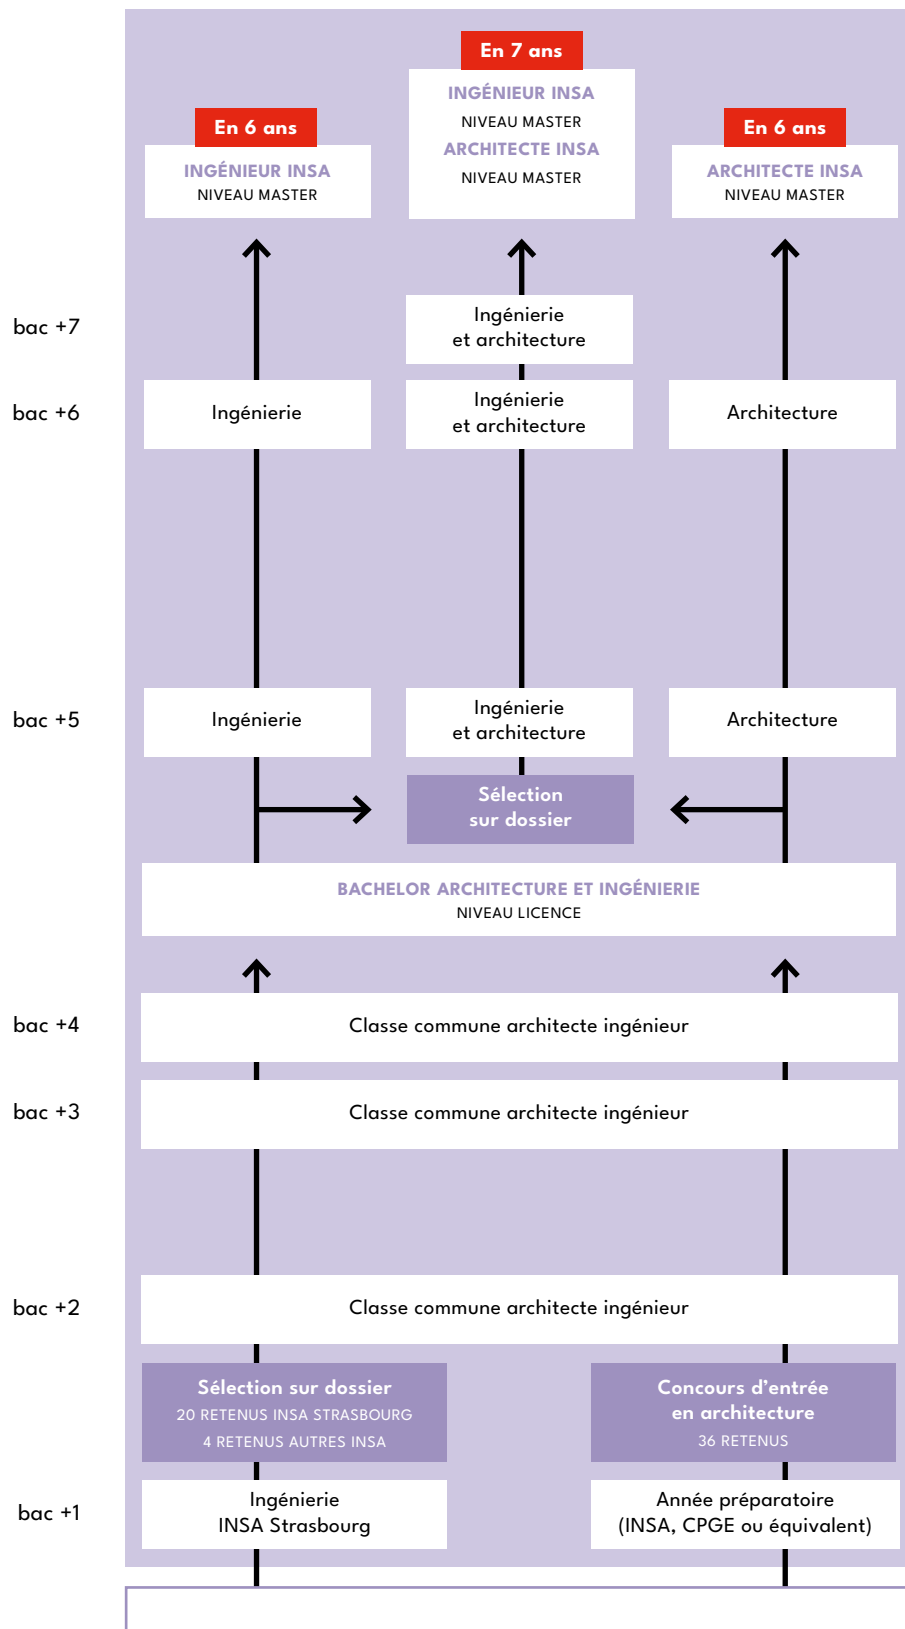 En 7 ans
INGÉNIEUR INSA
NIVEAU MASTER
ARCHITECTE INSA
NIVEAU MASTER
En 6 ans
INGÉNIEUR INSA
NIVEAU MASTER
En 6 ans
ARCHITECTE INSA
NIVEAU MASTER
bac +7
Ingénierie
et architecture
bac +6
Ingénierie
Ingénierie
et architecture
Architecture
bac +5
Ingénierie
Ingénierie
et architecture
Architecture
Sélection
sur dossier
BACHELOR ARCHITECTURE ET INGÉNIERIE
NIVEAU LICENCE
bac +4
Classe commune architecte ingénieur
bac +3
Classe commune architecte ingénieur
bac +2
Classe commune architecte ingénieur
Sélection sur dossier
20 RETENUS INSA STRASBOURG
4 RETENUS AUTRES INSA
Concours d’entrée
en architecture
36 RETENUS
bac +1
Ingénierie
INSA Strasbourg
Année préparatoire
(INSA, CPGE ou équivalent)